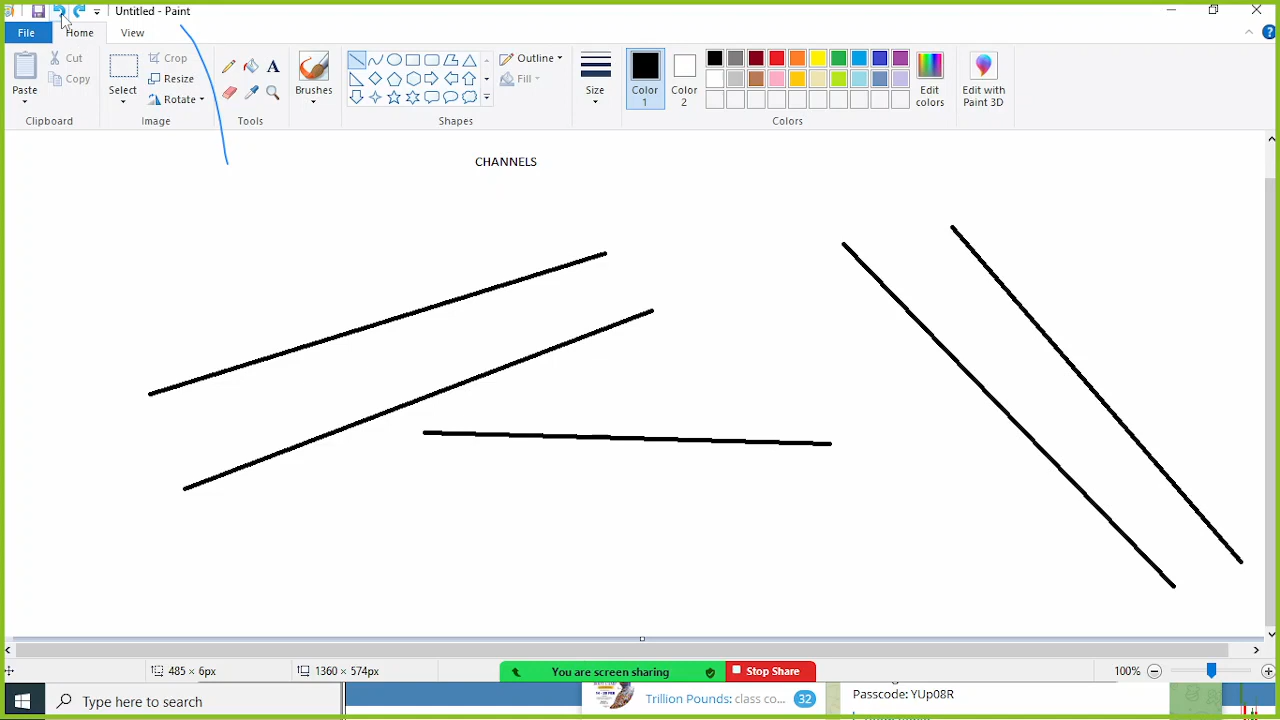 Untitled - Paint
File
Home
View
Paste
Cut
Copy
Clipboard
Select
Crop
Resize
Rotate
Image
A
Tools
Brushes
Shapes
Outline
Fill
Size
Color
1
Color
2
Edit
colors
Colors
Edit with
Paint 3D
CHANNELS
485 × 6px
1360 × 574px
100%
You are screen sharing
Stop Share
Type here to search
Trillion Pounds: class co...
32
Passcode: YUp08R